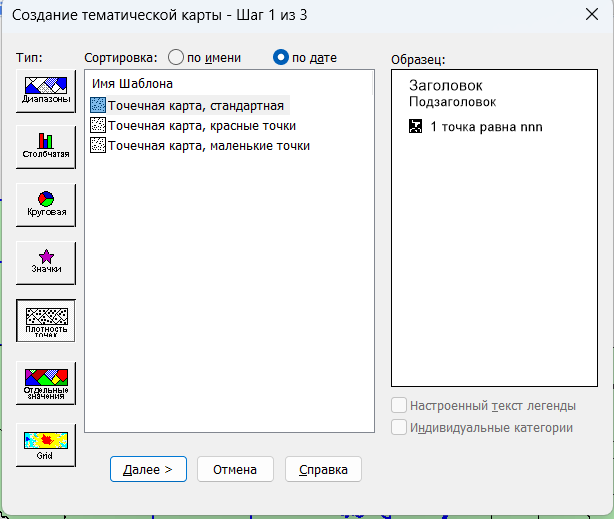 Создание тематической карты - Шаг 1 из 3
Тип:
Сортировка:
по имени
по дате
Образец:
Диапазоны
Столбчатая
Круговая
Значки
Плотность точек
Отдельные значения
Grid
Имя Шаблона
Точечная карта, стандартная
Точечная карта, красные точки
Точечная карта, маленькие точки
Заголовок
Подзаголовок
1 точка равна nnn
Настроенный текст легенды
Индивидуальные категории
Далее >
Отмена
Справка